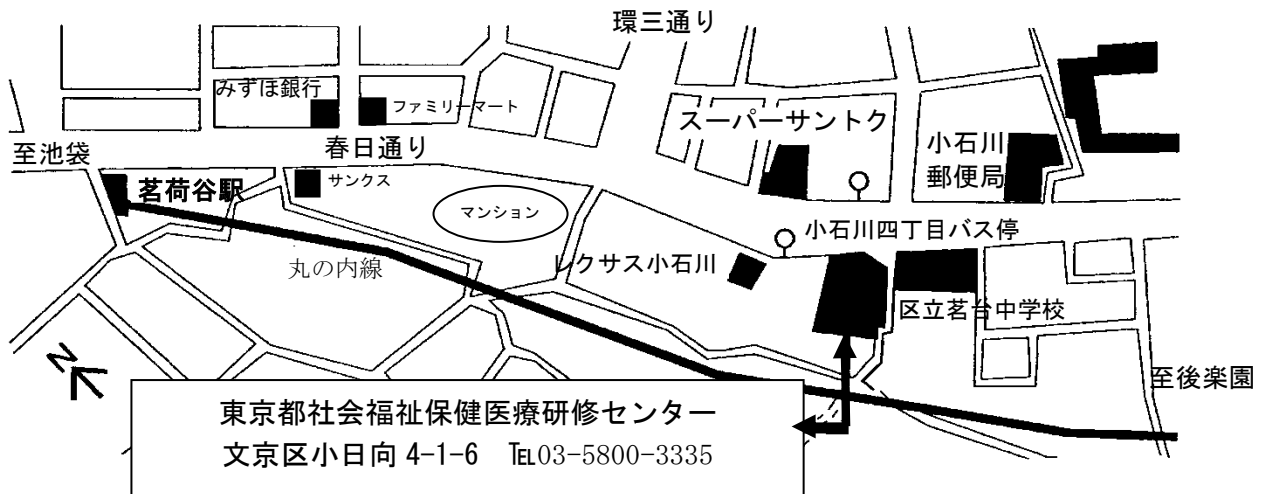 環三通り
みずほ銀行
ファミリーマート
スーパーサントク
小石川
郵便局
至池袋
春日通り
茗荷谷駅
サンクス
マンション
小石川四丁目バス停
丸の内線
レクサス小石川
区立茗台中学校
N
至後楽園
東京都社会福祉保健医療研修センター
文京区小日向 4-1-6 ℡03-5800-3335